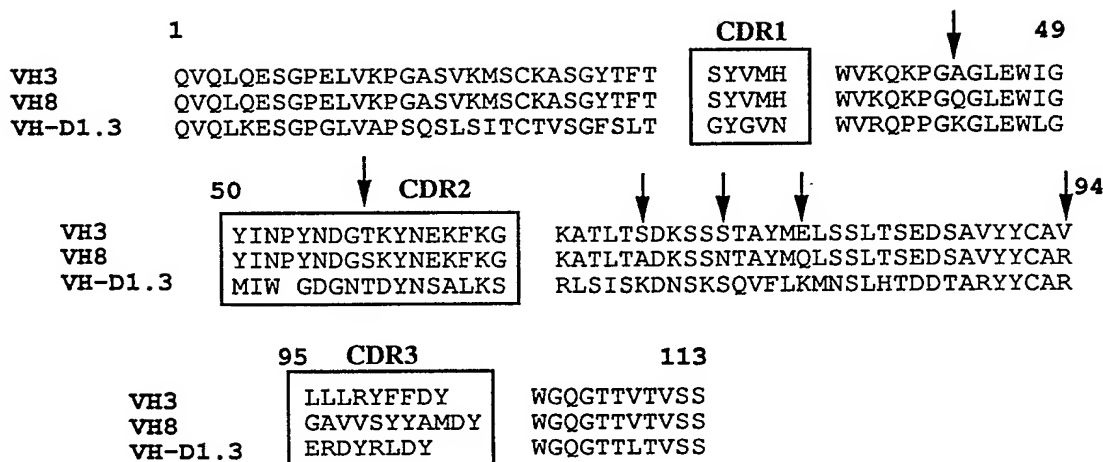 1 CDR1 49
VH3 QVQLQESGPELVKPGASVKMSCKASGYTFT SYVMH WVKQKPGAGLEWIG
VH8 QVQLQESGPELVKPGASVKMSCKASGYTFT SYVMH WVKQKPGQGLEWIG
VH-D1.3 QVQLKESGPGLVAPSQSLSITCTVSGFSLT GYGVN WVRQPPGKGLEWLG
50 CDR2 94
VH3 YINPYNDGTKYNEKFKG KATLTSDKSSSTAYMELSSLTSEDSAVYYCAV
VH8 YINPYNDGSKYNEKFKG KATLTADKSSNTAYMQLSSLTSEDSAVYYCAR
VH-D1.3 MIW GDGNTDYNSALKS RLSISKDNSKSQVFLKMNSLHTDDTARYYCAR
95 CDR3 113
VH3 LLLRYFFDY WGQGTTVTVSS
VH8 GAVVSYYAMDY WGQGTTVTVSS
VH-D1.3 ERDYRLDY WGQGTTLTVSS